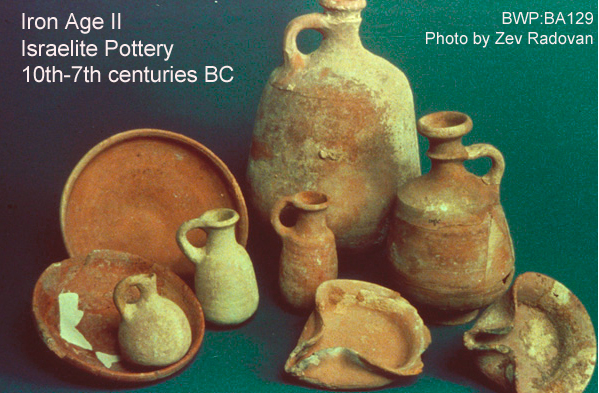 Iron Age II
Israelite Pottery
10th-7th centuries BC
BWP:BA129
Photo by Zev Radovan